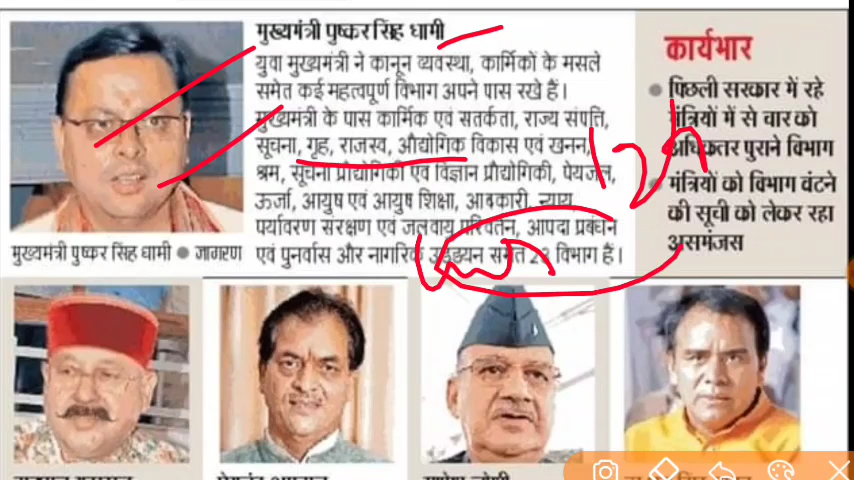 मुख्यमंत्री पुष्कर सिंह धामी
युवा मुख्यमंत्री ने कानून व्यवस्था, कार्मिकों के मसले
समेत कई महत्वपूर्ण विभाग अपने पास रखे हैं।
मुख्यमंत्री के पास कार्मिक एवं सतर्कता, राज्य संपत्ति,
सूचना, गृह, राजस्व, औद्योगिक विकास एवं खनन,
श्रम, सूचना प्रौद्योगिकी एवं विज्ञान प्रौद्योगिकी, पेयजल,
ऊर्जा, आयुष एवं आयुष शिक्षा, आबकारी, न्याय,
पर्यावरण संरक्षण एवं जलवायु परिवर्तन, आपदा प्रबंधन
एवं पुनर्वास और नागरिक उड्डयन समेत विभाग हैं।
मुख्यमंत्री पुष्कर सिंह धामी ● जागरण
कार्यभार
● पिछली सरकार में रहे
मंत्रियों में से चार को
अधिकतर पुराने विभाग
● मंत्रियों को विभाग बंटने
की सूची को लेकर रहा
असमंजस